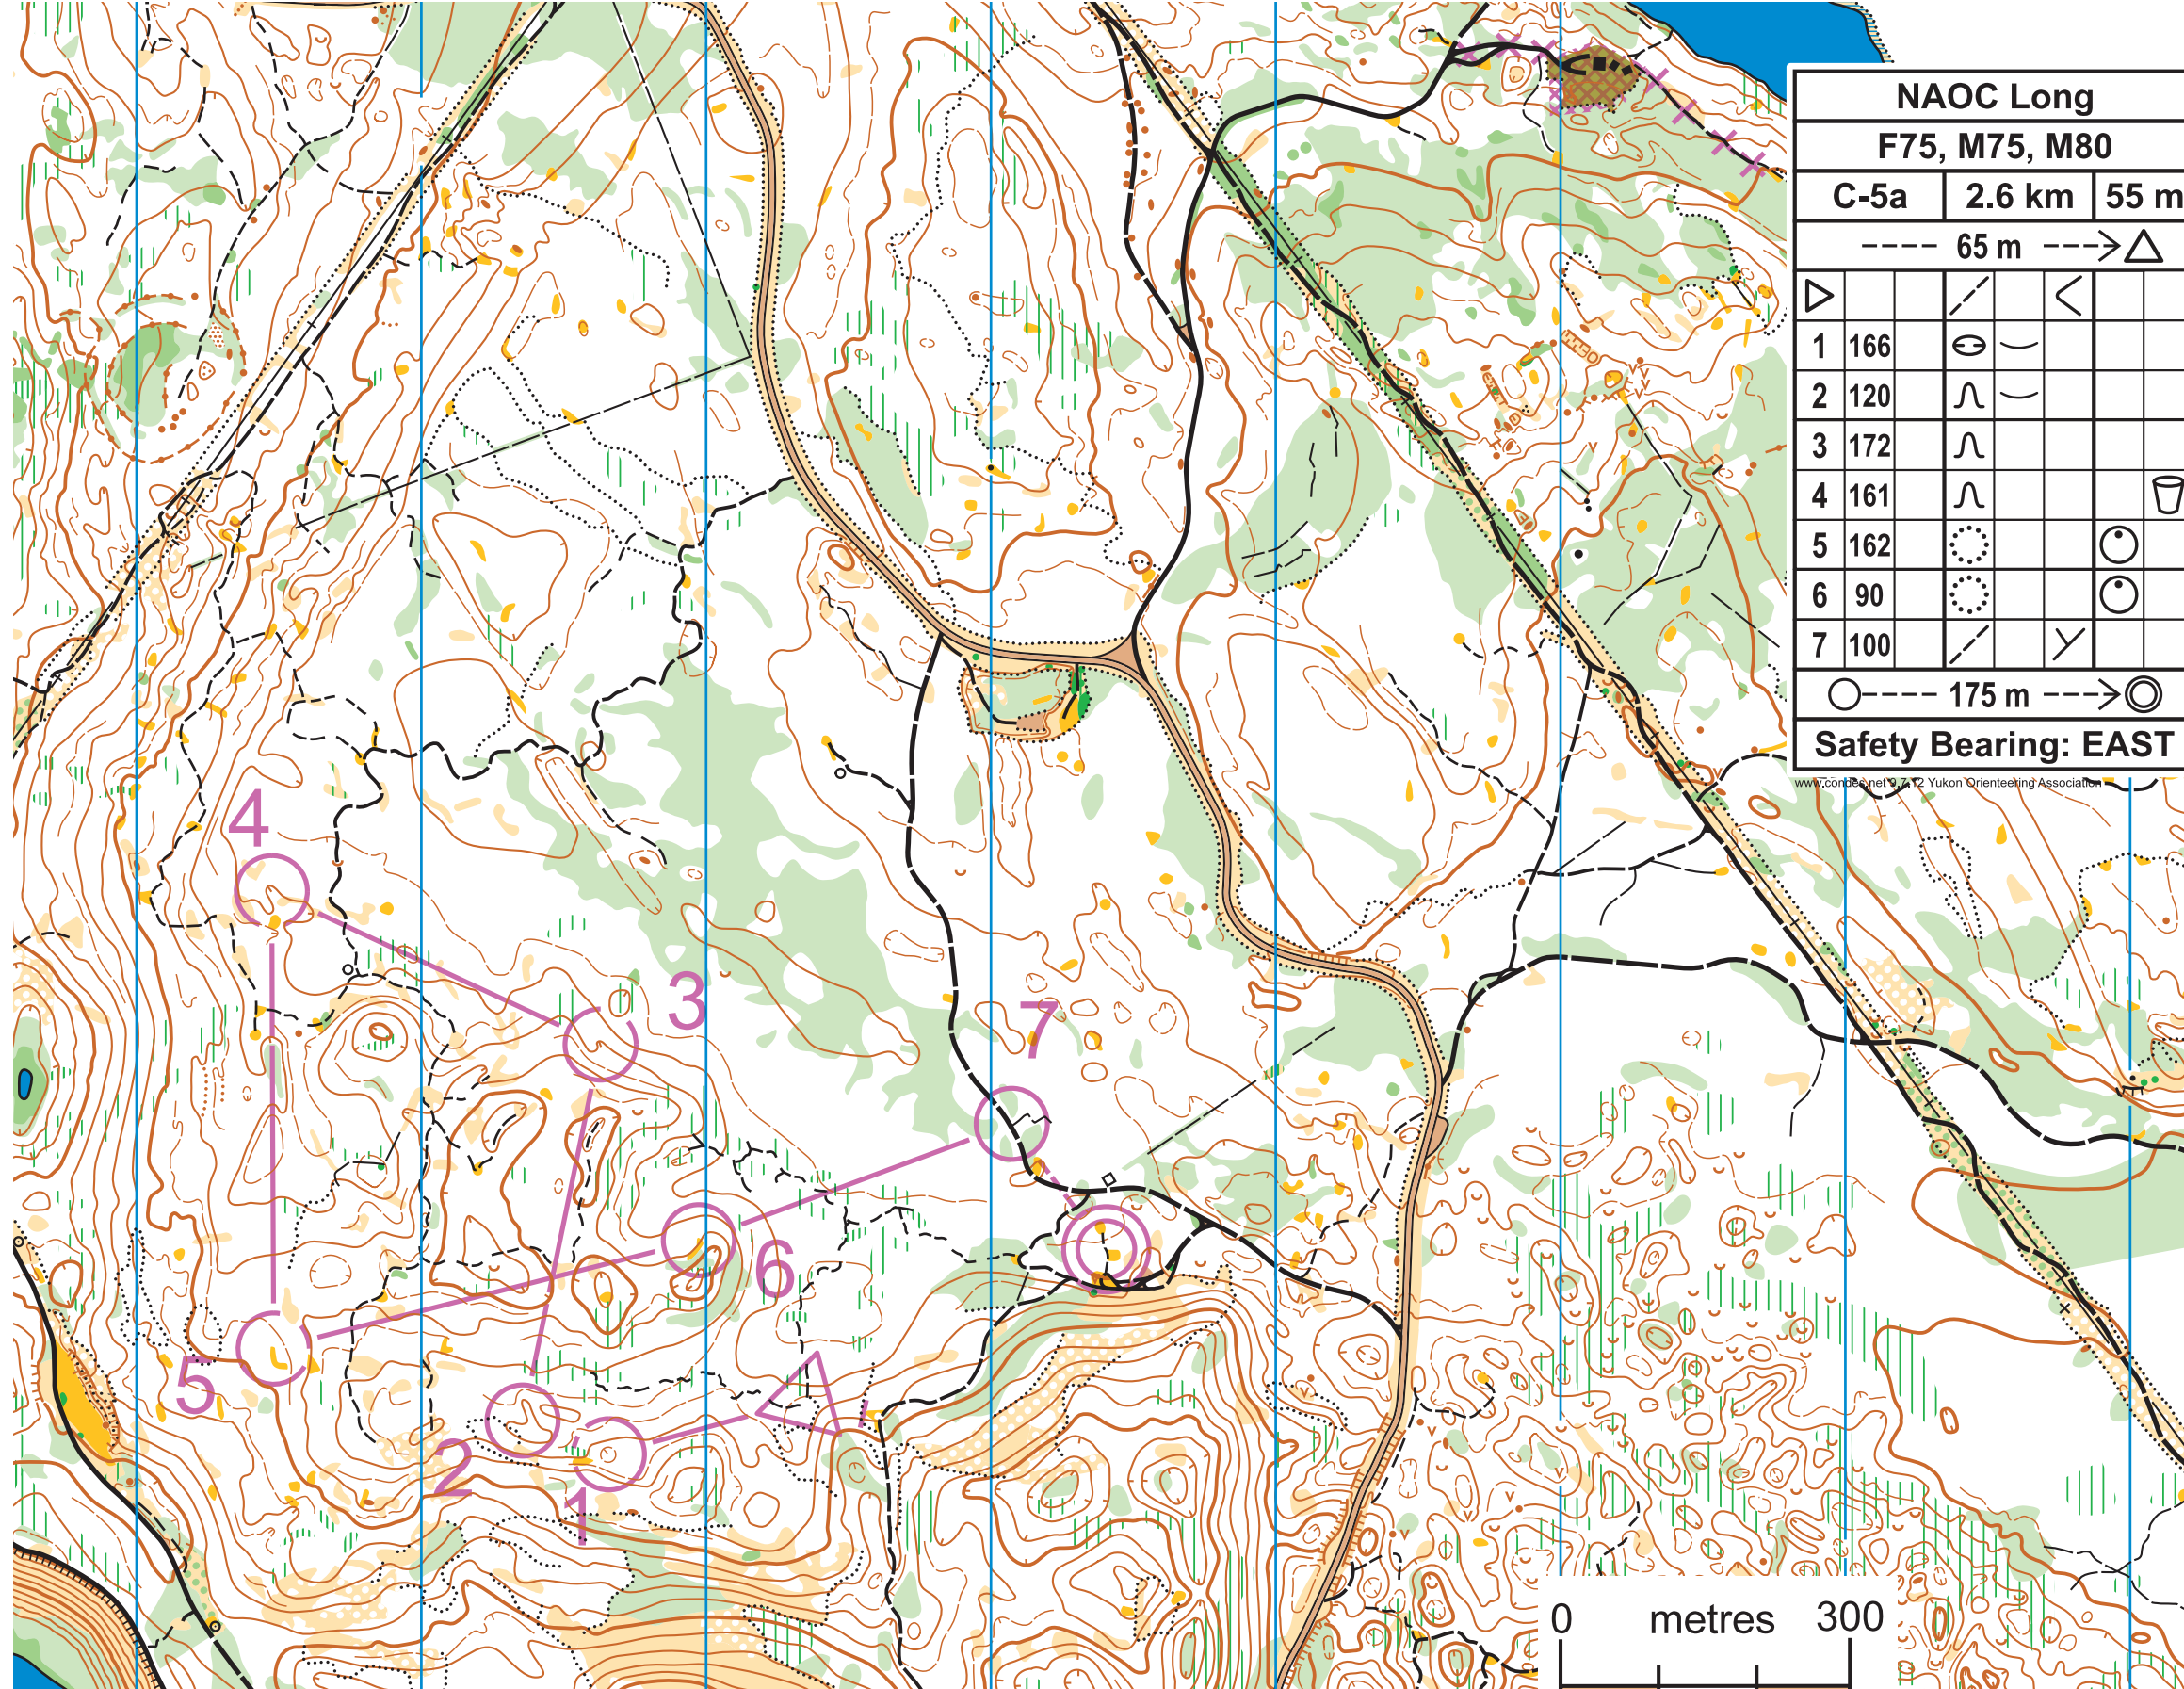 NAOC Long
F75, M75, M80
C-5a 2.6 km 55 m
65 m
1 166
2 120
3 172
4 161
5 162
6 90
7 100
175 m
Safety Bearing: EAST
www.condes.net 9.7.12 Yukon Orienteering Association
4
3
7
6
5
2
1
0 metres 300